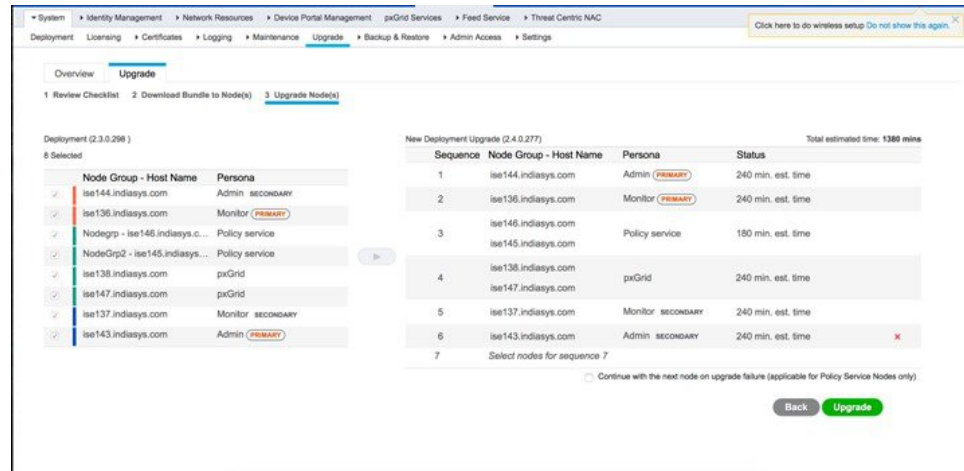 System Identity Management Network Resources Device Portal Management pxGrid Services Feed Service Threat Centric NAC
Click here to do wireless setup Do not show this again.
Deployment Licensing Certificates Logging Maintenance Upgrade Backup & Restore Admin Access Settings
Overview Upgrade
1 Review Checklist 2 Download Bundle to Node(s) 3 Upgrade Node(s)
Deployment (2.3.0.298 )
8 Selected
Node Group - Host Name Persona
ise144.indiasys.com Admin SECONDARY
ise136.indiasys.com Monitor PRIMARY
Nodegrp - ise146.indiasys.c... Policy service
NodeGrp2 - ise145.indiasys... Policy service
ise138.indiasys.com pxGrid
ise147.indiasys.com pxGrid
ise137.indiasys.com Monitor SECONDARY
ise143.indiasys.com Admin PRIMARY
New Deployment Upgrade (2.4.0.277) Total estimated time: 1380 mins
Sequence Node Group - Host Name Persona Status
1 ise144.indiasys.com Admin PRIMARY 240 min. est. time
2 ise136.indiasys.com Monitor PRIMARY 240 min. est. time
3 ise146.indiasys.com ise145.indiasys.com Policy service 180 min. est. time
4 ise138.indiasys.com ise147.indiasys.com pxGrid 240 min. est. time
5 ise137.indiasys.com Monitor SECONDARY 240 min. est. time
6 ise143.indiasys.com Admin SECONDARY 240 min. est. time
7 Select nodes for sequence 7
Continue with the next node on upgrade failure (applicable for Policy Service Nodes only)
Back Upgrade